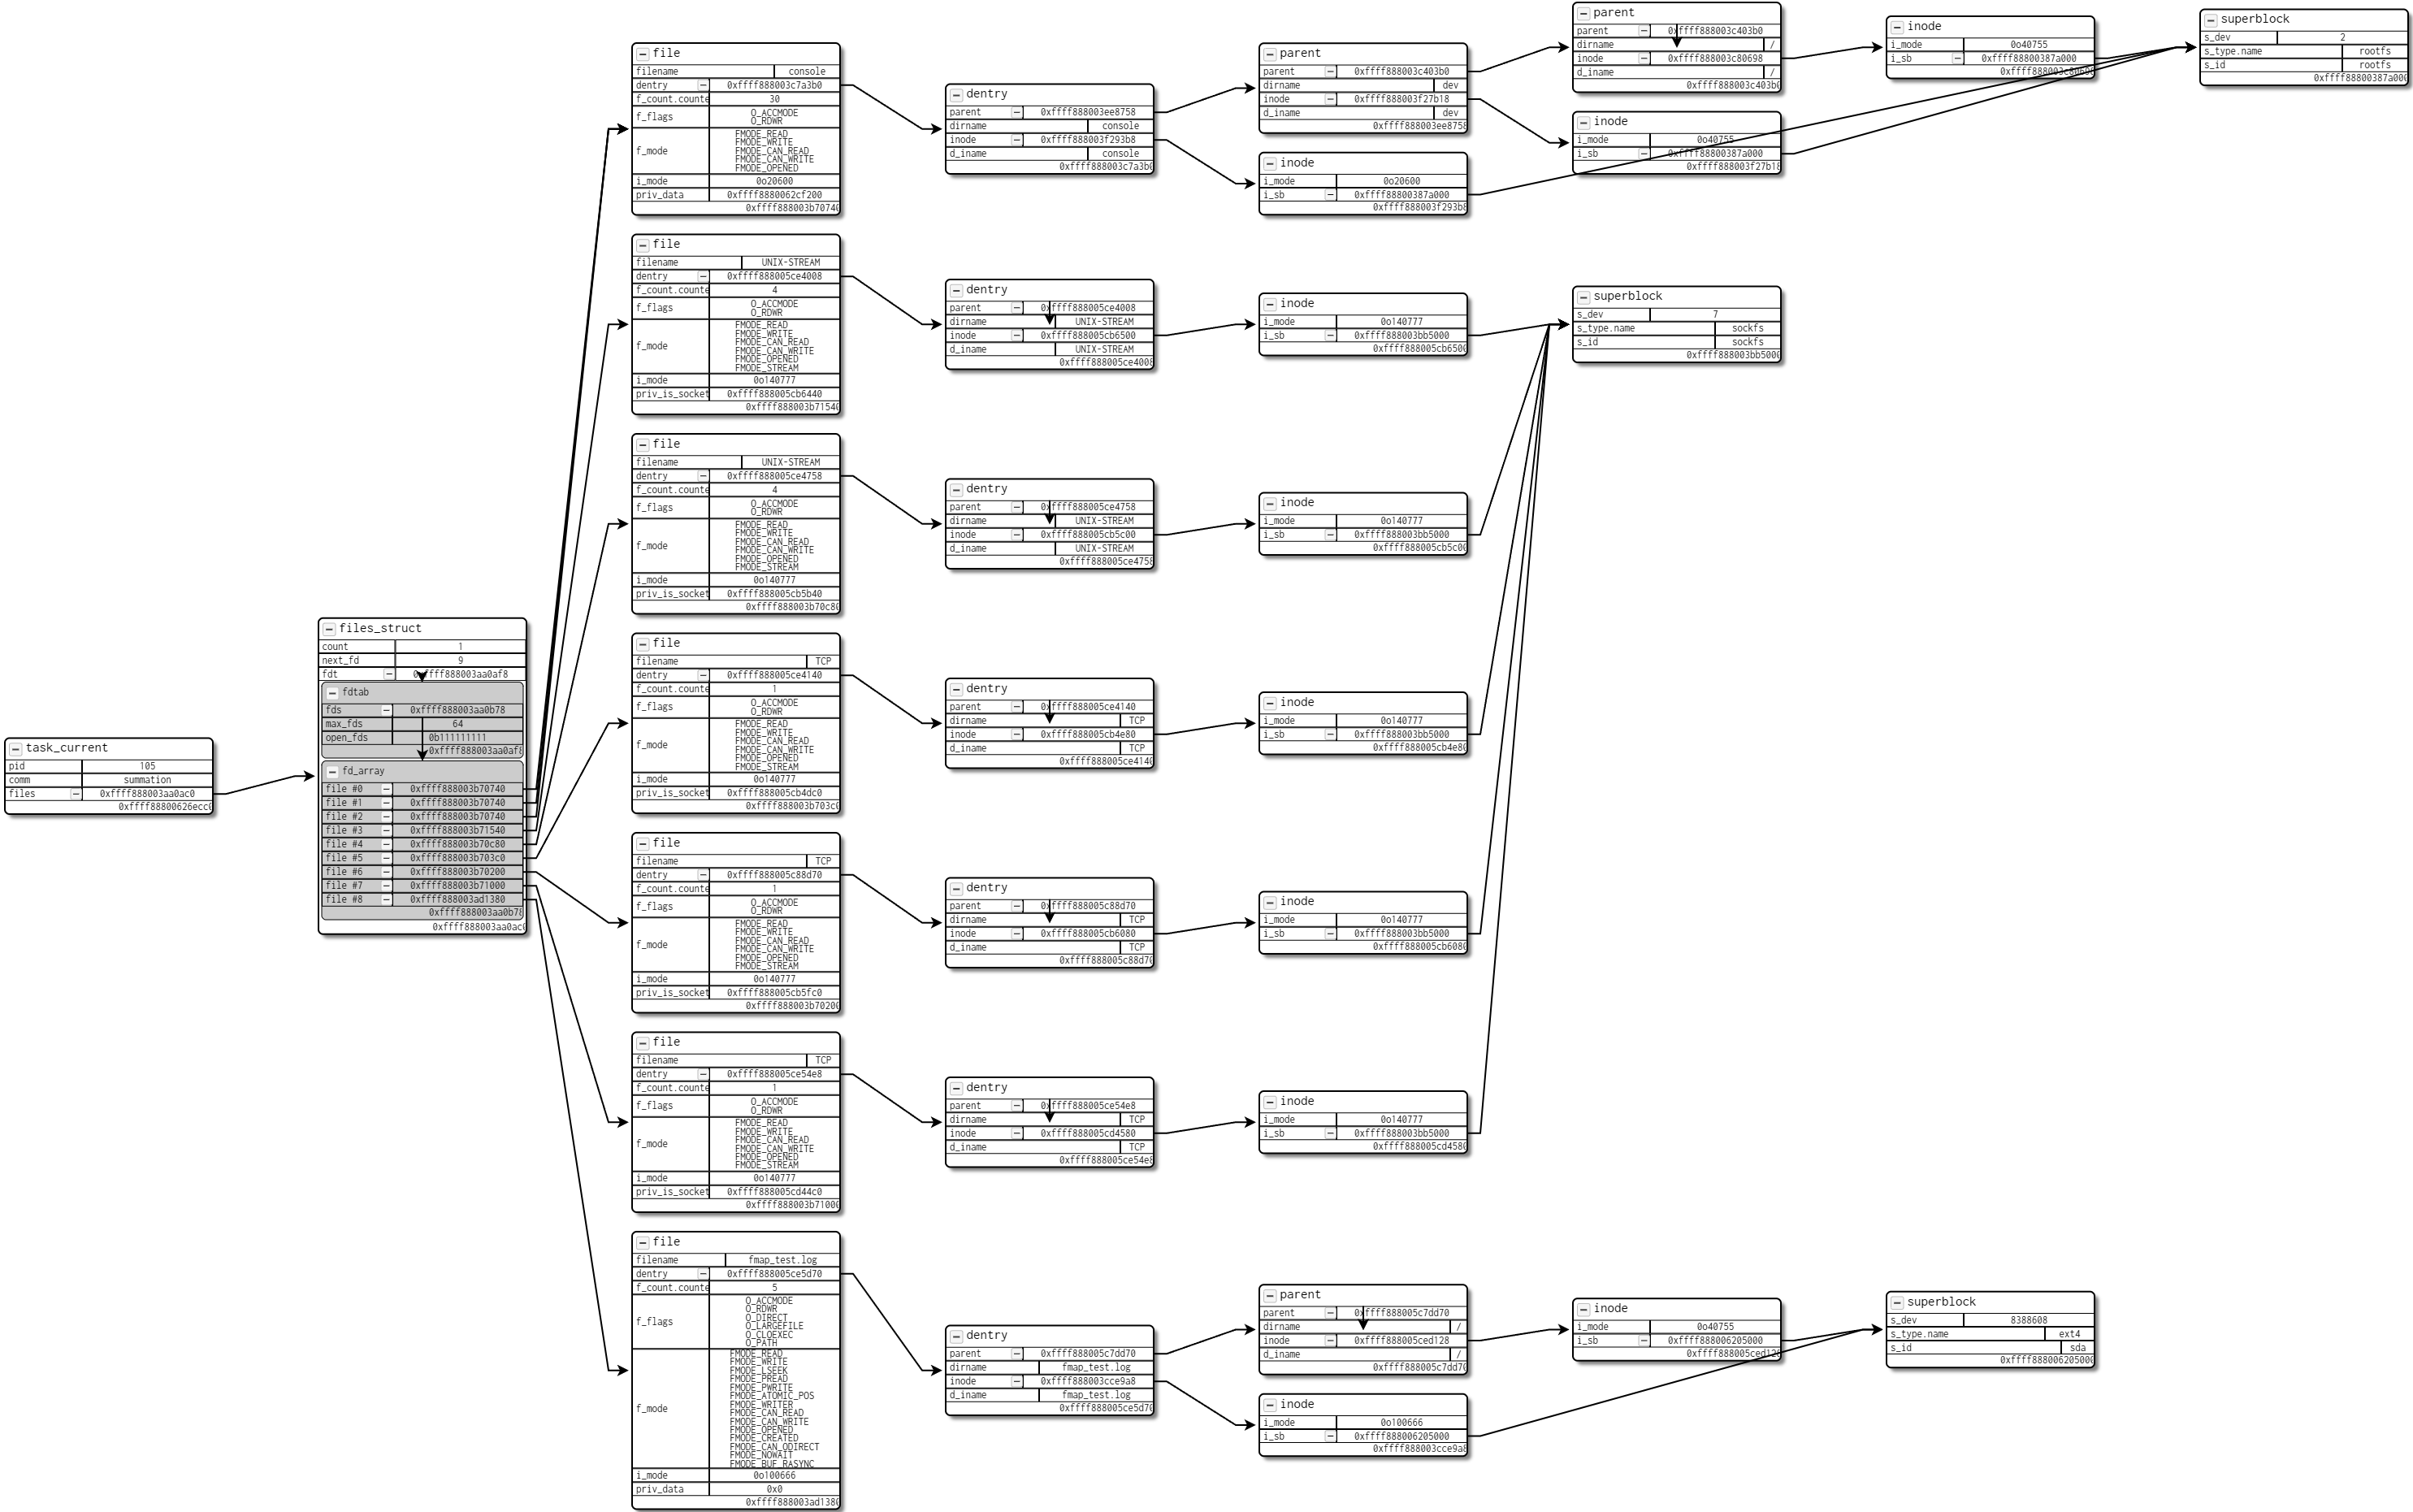 task_current
pid 105
comm summation
files 0xffff888003aa0ac0
0xffff88800626ecc0
files_struct
count 1
next_fd 9
fdt 0xffff888003aa0af8
fdtab
fds 0xffff888003aa0b78
max_fds 64
open_fds 0b111111111
0xffff888003aa0af8
fd_array
file #0 0xffff888003b70740
file #1 0xffff888003b70740
file #2 0xffff888003b70740
file #3 0xffff888003b71540
file #4 0xffff888003b70c80
file #5 0xffff888003b703c0
file #6 0xffff888003b70200
file #7 0xffff888003b71000
file #8 0xffff888003ad1380
0xffff888003aa0b78
0xffff888003aa0ac0
file
filename console
dentry 0xffff888003c7a3b0
f_count.counte 30
f_flags O_ACCMODE
O_RDWR
f_mode FMODE_READ
FMODE_WRITE
FMODE_CAN_READ
FMODE_CAN_WRITE
FMODE_OPENED
i_mode 0o20600
priv_data 0xffff8880062cf200
0xffff888003b70740
dentry
parent 0xffff888003ee8758
dirname console
inode 0xffff888003f293b8
d_iname console
0xffff888003c7a3b0
parent
parent 0xffff888003c403b0
dirname dev
inode 0xffff888003f27b18
d_iname dev
0xffff888003ee8758
inode
i_mode 0o20600
i_sb 0xffff88800387a000
0xffff888003f293b8
parent
parent 0xffff888003c403b0
dirname /
inode 0xffff888003c80698
d_iname /
0xffff888003c403b0
inode
i_mode 0o40755
i_sb 0xffff88800387a000
0xffff888003f27b18
inode
i_mode 0o40755
i_sb 0xffff88800387a000
0xffff888003c80698
superblock
s_dev 2
s_type.name rootfs
s_id rootfs
0xffff88800387a000
file
filename UNIX-STREAM
dentry 0xffff888005ce4008
f_count.counte 4
f_flags O_ACCMODE
O_RDWR
f_mode FMODE_READ
FMODE_WRITE
FMODE_CAN_READ
FMODE_CAN_WRITE
FMODE_OPENED
FMODE_STREAM
i_mode 0o140777
priv_is_socket 0xffff888005cb6440
0xffff888003b71540
dentry
parent 0xffff888005ce4008
dirname UNIX-STREAM
inode 0xffff888005cb6500
d_iname UNIX-STREAM
0xffff888005ce4008
inode
i_mode 0o140777
i_sb 0xffff888003bb5000
0xffff888005cb6500
superblock
s_dev 7
s_type.name sockfs
s_id sockfs
0xffff888003bb5000
file
filename UNIX-STREAM
dentry 0xffff888005ce4758
f_count.counte 4
f_flags O_ACCMODE
O_RDWR
f_mode FMODE_READ
FMODE_WRITE
FMODE_CAN_READ
FMODE_CAN_WRITE
FMODE_OPENED
FMODE_STREAM
i_mode 0o140777
priv_is_socket 0xffff888005cb5b40
0xffff888003b70c80
dentry
parent 0xffff888005ce4758
dirname UNIX-STREAM
inode 0xffff888005cb5c00
d_iname UNIX-STREAM
0xffff888005ce4758
inode
i_mode 0o140777
i_sb 0xffff888003bb5000
0xffff888005cb5c00
file
filename TCP
dentry 0xffff888005ce4140
f_count.counte 1
f_flags O_ACCMODE
O_RDWR
f_mode FMODE_READ
FMODE_WRITE
FMODE_CAN_READ
FMODE_CAN_WRITE
FMODE_OPENED
FMODE_STREAM
i_mode 0o140777
priv_is_socket 0xffff888005cb4dc0
0xffff888003b703c0
dentry
parent 0xffff888005ce4140
dirname TCP
inode 0xffff888005cb4e80
d_iname TCP
0xffff888005ce4140
inode
i_mode 0o140777
i_sb 0xffff888003bb5000
0xffff888005cb4e80
file
filename TCP
dentry 0xffff888005c88d70
f_count.counte 1
f_flags O_ACCMODE
O_RDWR
f_mode FMODE_READ
FMODE_WRITE
FMODE_CAN_READ
FMODE_CAN_WRITE
FMODE_OPENED
FMODE_STREAM
i_mode 0o140777
priv_is_socket 0xffff888005cb5fc0
0xffff888003b70200
dentry
parent 0xffff888005c88d70
dirname TCP
inode 0xffff888005cb6080
d_iname TCP
0xffff888005c88d70
inode
i_mode 0o140777
i_sb 0xffff888003bb5000
0xffff888005cb6080
file
filename TCP
dentry 0xffff888005ce54e8
f_count.counte 1
f_flags O_ACCMODE
O_RDWR
f_mode FMODE_READ
FMODE_WRITE
FMODE_CAN_READ
FMODE_CAN_WRITE
FMODE_OPENED
FMODE_STREAM
i_mode 0o140777
priv_is_socket 0xffff888005cd44c0
0xffff888003b71000
dentry
parent 0xffff888005ce54e8
dirname TCP
inode 0xffff888005cd4580
d_iname TCP
0xffff888005ce54e8
inode
i_mode 0o140777
i_sb 0xffff888003bb5000
0xffff888005cd4580
file
filename fmap_test.log
dentry 0xffff888005ce5d70
f_count.counte 5
f_flags O_ACCMODE
O_RDWR
O_DIRECT
O_LARGEFILE
O_CLOEXEC
O_PATH
f_mode FMODE_READ
FMODE_WRITE
FMODE_LSEEK
FMODE_PREAD
FMODE_PWRITE
FMODE_ATOMIC_POS
FMODE_WRITER
FMODE_CAN_READ
FMODE_CAN_WRITE
FMODE_OPENED
FMODE_CREATED
FMODE_CAN_ODIRECT
FMODE_NOWAIT
FMODE_BUF_RASYNC
i_mode 0o100666
priv_data 0x0
0xffff888003ad1380
dentry
parent 0xffff888005c7dd70
dirname fmap_test.log
inode 0xffff888003cce9a8
d_iname fmap_test.log
0xffff888005ce5d70
parent
parent 0xffff888005c7dd70
dirname /
inode 0xffff888005ced128
d_iname /
0xffff888005c7dd70
inode
i_mode 0o100666
i_sb 0xffff888006205000
0xffff888003cce9a8
inode
i_mode 0o40755
i_sb 0xffff888006205000
0xffff888005ced128
superblock
s_dev 8388608
s_type.name ext4
s_id sda
0xffff888006205000